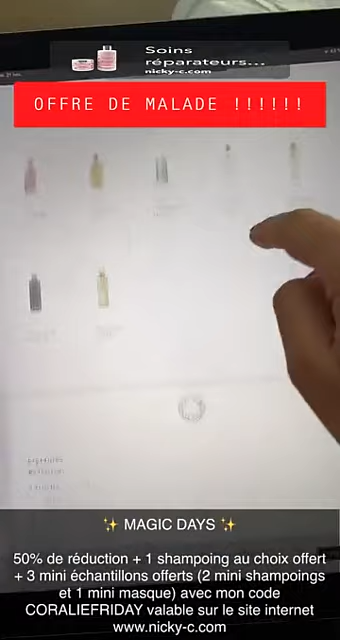 Soins
réparateurs...
nicky-c.com
OFFRE DE MALADE !!!!!!
✨ MAGIC DAYS ✨
50% de réduction + 1 shampoing au choix offert
+ 3 mini échantillons offerts (2 mini shampoings
et 1 mini masque) avec mon code
CORALIEFRIDAY valable sur le site internet
www.nicky-c.com